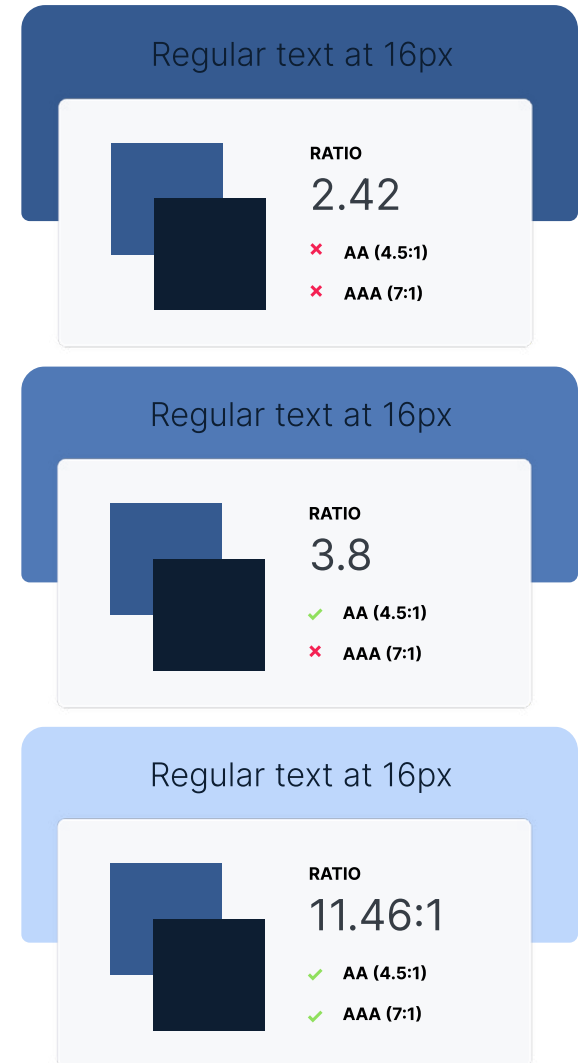 Regular text at 16px
RATIO
2.42
AA (4.5:1)
AAA (7:1)
Regular text at 16px
RATIO
3.8
AA (4.5:1)
AAA (7:1)
Regular text at 16px
RATIO
11.46:1
AA (4.5:1)
AAA (7:1)